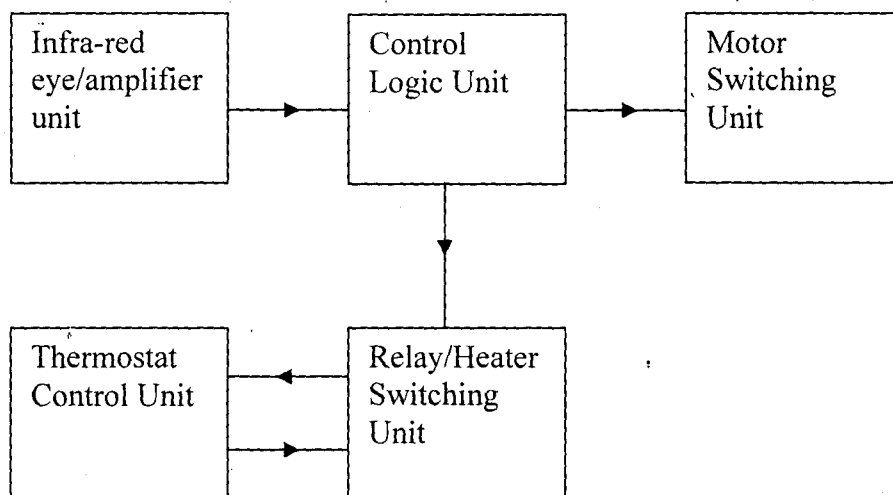 Infra-red
eye/amplifier
unit
Control
Logic Unit
Motor
Switching
Unit
Thermostat
Control Unit
Relay/Heater
Switching
Unit